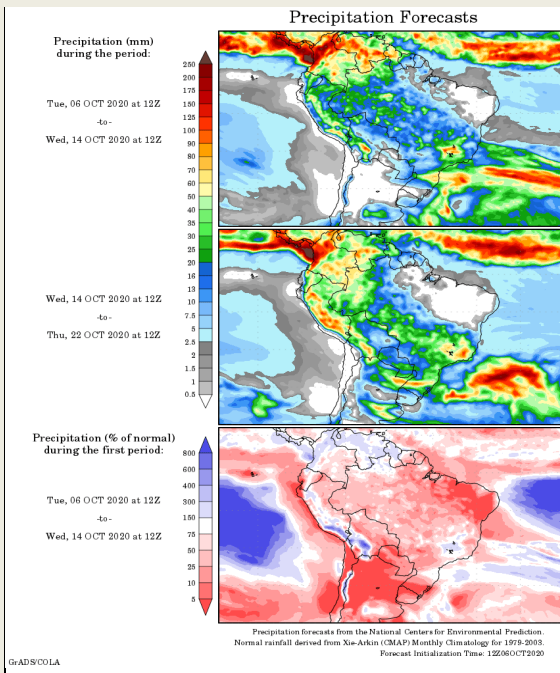 Precipitation Forecasts
Precipitation (mm)
during the period:
Tue, 06 OCT 2020 at 12Z
-to-
Wed, 14 OCT 2020 at 12Z
250
200
175
150
125
100
90
80
70
60
50
40
35
30
25
20
16
13
10
7.5
5
2.5
2
1.5
1
0.5
Wed, 14 OCT 2020 at 12Z
-to-
Thu, 22 OCT 2020 at 12Z
Precipitation (% of normal)
during the first period:
Tue, 06 OCT 2020 at 12Z
-to-
Wed, 14 OCT 2020 at 12Z
800
600
400
300
150
75
50
25
10
5
Precipitation forecasts from the National Centers for Environmental Prediction.
Normal rainfall derived from Xie-Arkin (CMAP) Monthly Climatology for 1979-2003.
Forecast Initialization Time: 12Z06OCT2020
GrADS/COLA